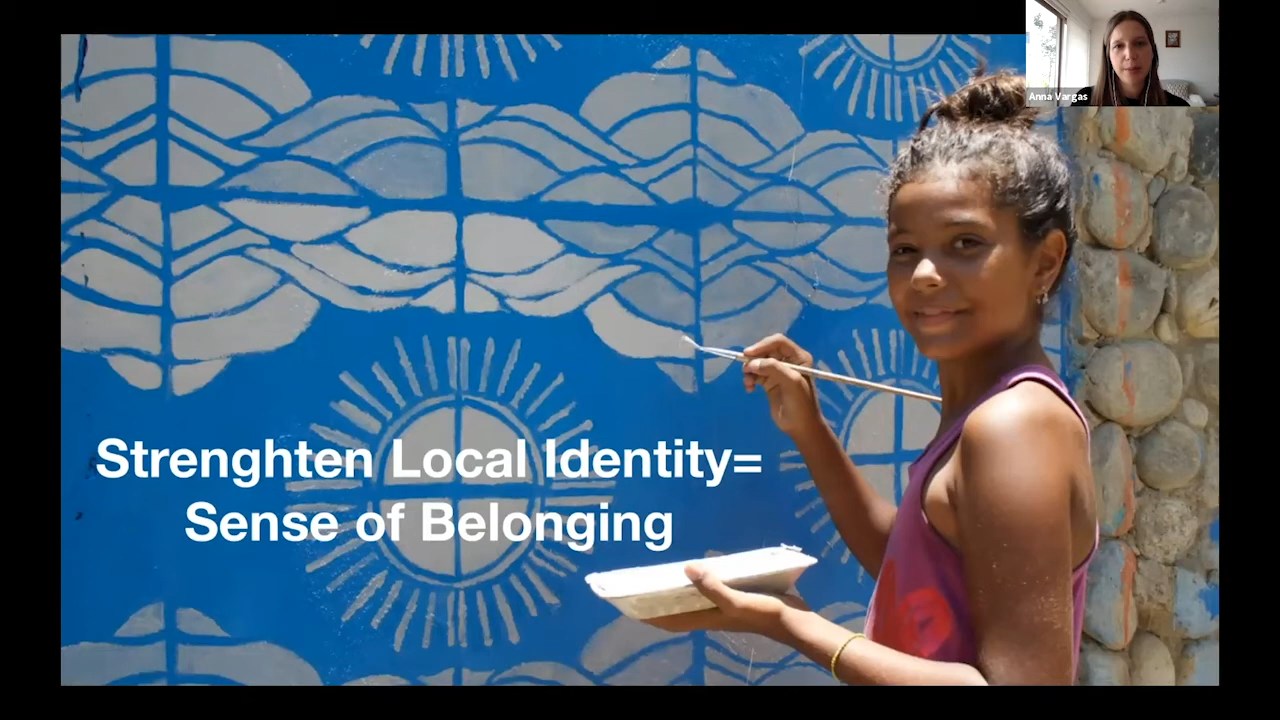 Anna Vargas
Strenghten Local Identity=
Sense of Belonging